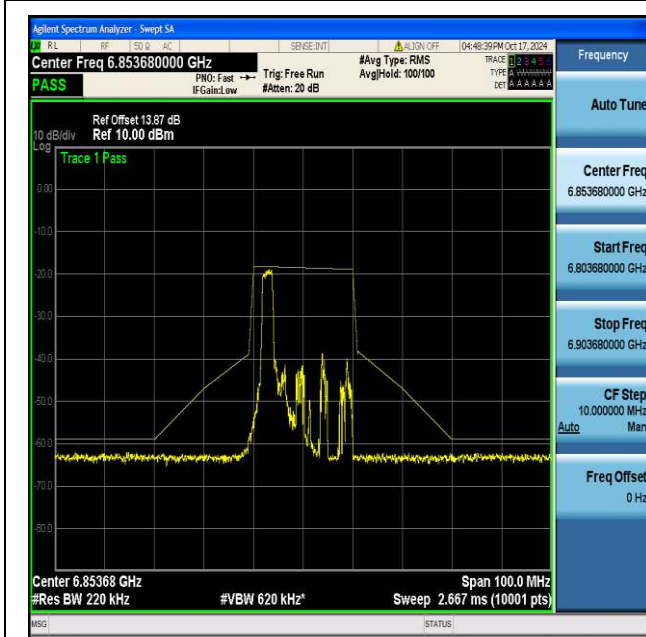 Agilent Spectrum Analyzer - Swept SA
RL RF 50 Ω AC SENSE:INT ALIGN OFF 04:48:39 PM Oct 17, 2024
Center Freq 6.853680000 GHz
PASS
PNO: Fast
IFGain:Low
Trig: Free Run
#Atten: 20 dB
#Avg Type: RMS
Avg|Hold: 100/100
TRACE 1 2 3 4 5 6
TYPE A
DET A A A A A A
Ref Offset 13.87 dB
10 dB/div Ref 10.00 dBm
Log
Trace 1 Pass
0.00
-10.0
-20.0
-30.0
-40.0
-50.0
-60.0
-70.0
-80.0
Center 6.85368 GHz Span 100.0 MHz
#Res BW 220 kHz #VBW 620 kHz* Sweep 2.667 ms (10001 pts)
MSG STATUS
Frequency
Auto Tune
Center Freq
6.853680000 GHz
Start Freq
6.803680000 GHz
Stop Freq
6.903680000 GHz
CF Step
10.000000 MHz
Auto Man
Freq Offset
0 Hz